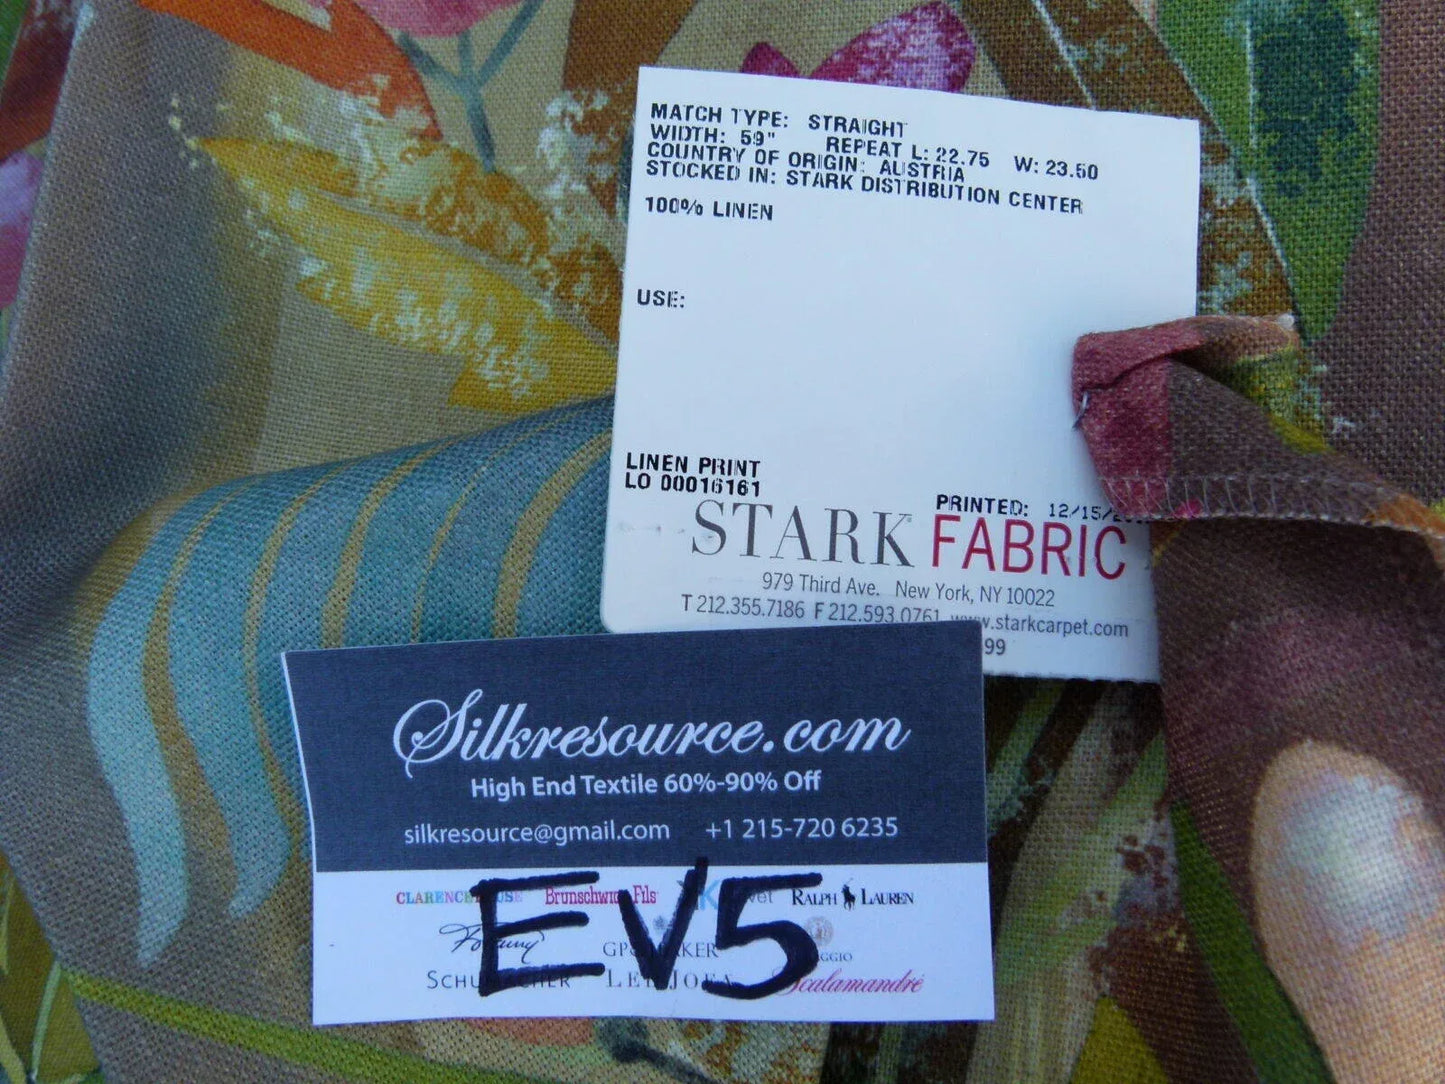 MATCH TYPE: STRAIGHT
WIDTH: 59" REPEAT L: 22.75 W: 23.50
COUNTRY OF ORIGIN: AUSTRIA
STOCKED IN: STARK DISTRIBUTION CENTER
100% LINEN
USE:
LINEN PRINT
LO 00016161
PRINTED: 12/15/
STARK FABRIC
979 Third Ave. New York, NY 10022
T 212.355.7186 F 212.593.0761 www.starkcarpet.com
99
Silkresource.com
High End Textile 60%-90% Off
silkresource@gmail.com +1 215-720 6235
EV5
Brunschwig Fils
RALPH LAUREN
Scalamandré